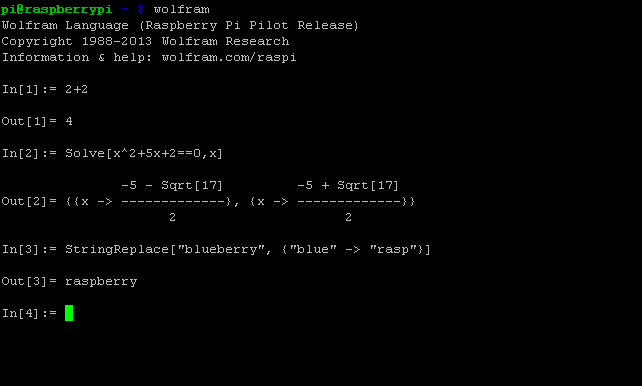 pi@raspberrypi ~ $ wolfram
Wolfram Language (Raspberry Pi Pilot Release)
Copyright 1988-2013 Wolfram Research
Information & help: wolfram.com/raspi
In[1]:= 2+2
Out[1]= 4
In[2]:= Solve[x^2+5x+2==0,x]
-5 - Sqrt[17] -5 + Sqrt[17]
Out[2]= {{x -> -------------}, {x -> -------------}}
2 2
In[3]:= StringReplace["blueberry", {"blue" -> "rasp"}]
Out[3]= raspberry
In[4]:=